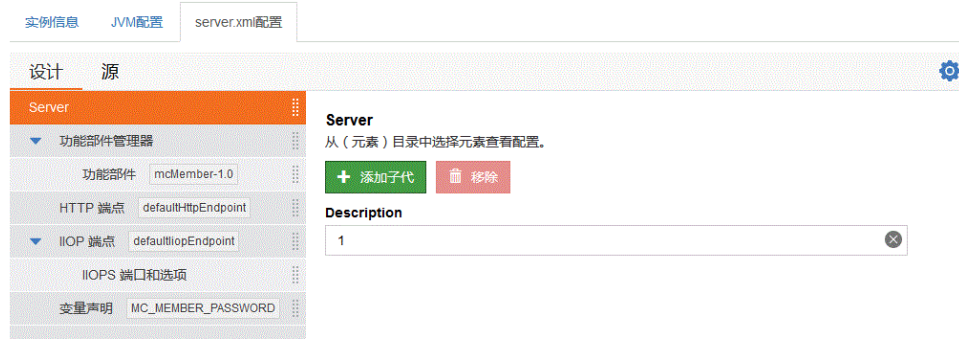 实例信息 JVM配置 server.xml配置
设计 源
Server
功能部件管理器
功能部件 mcMember-1.0
HTTP 端点 defaultHttpEndpoint
IIOP 端点 defaultIiopEndpoint
IIOPS 端口和选项
变量声明 MC_MEMBER_PASSWORD
Server
从（元素）目录中选择元素查看配置。
添加子代 移除
Description
1